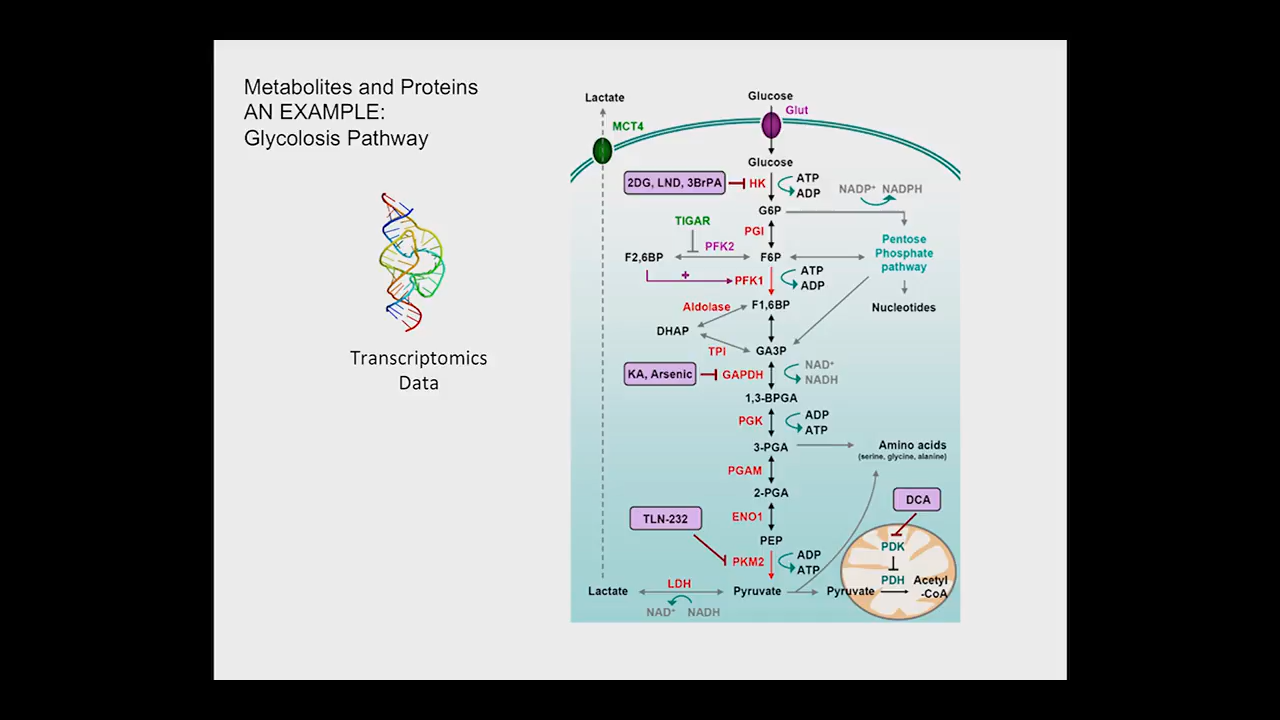 Metabolites and Proteins
AN EXAMPLE:
Glycolosis Pathway
Transcriptomics
Data
Lactate
Glucose
Glut
MCT4
Glucose
2DG, LND, 3BrPA
HK
ATP
ADP
NADP⁺ NADPH
G6P
TIGAR
PGI
PFK2
Pentose
Phosphate
pathway
F2,6BP
F6P
+
PFK1
ATP
ADP
Aldolase
F1,6BP
Nucleotides
DHAP
TPI
GA3P
KA, Arsenic
GAPDH
NAD⁺
NADH
1,3-BPGA
PGK
ADP
ATP
3-PGA
Amino acids
(serine, glycine, alanine)
PGAM
2-PGA
DCA
TLN-232
ENO1
PEP
PDK
PKM2
ADP
ATP
PDH
Acetyl
-CoA
Lactate
LDH
Pyruvate
Pyruvate
NAD⁺
NADH